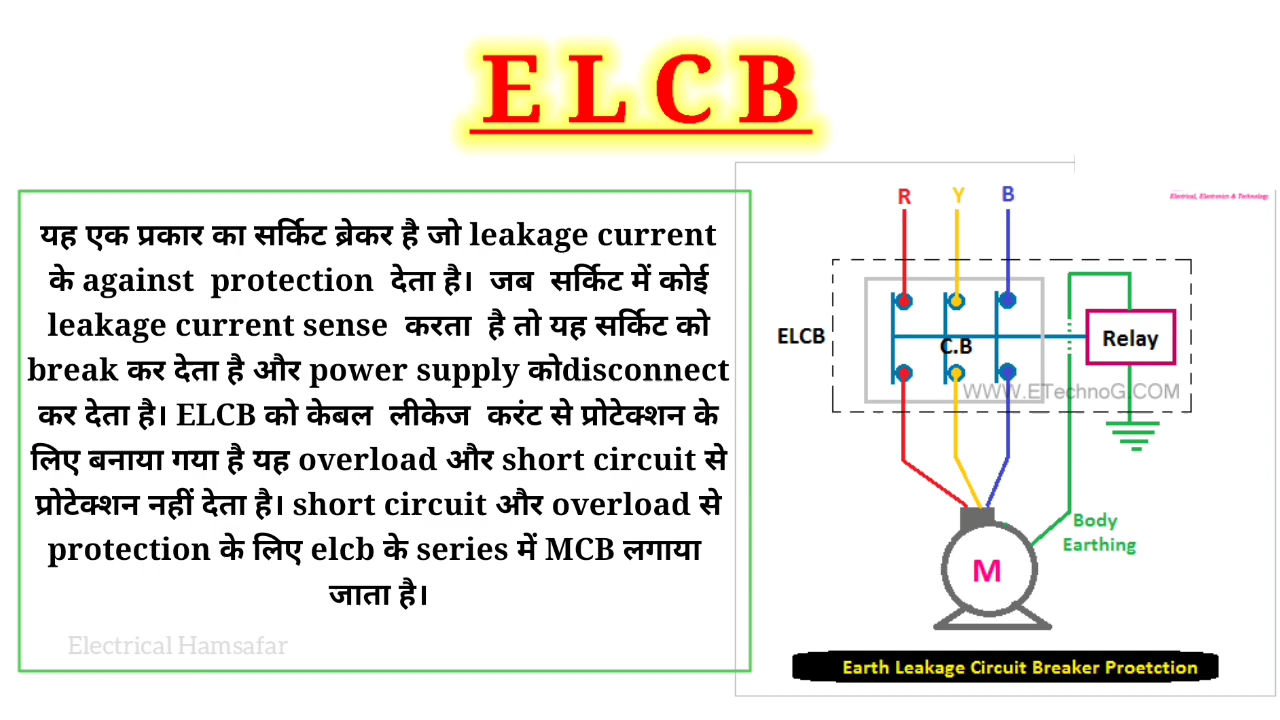 E L C B
यह एक प्रकार का सर्किट ब्रेकर है जो leakage current
के against protection देता है। जब सर्किट में कोई
leakage current sense करता है तो यह सर्किट को
break कर देता है और power supply कोdisconnect
कर देता है। ELCB को केबल लीकेज करंट से प्रोटेक्शन के
लिए बनाया गया है यह overload और short circuit से
प्रोटेक्शन नहीं देता है। short circuit और overload से
protection के लिए elcb के series में MCB लगाया
जाता है।
Electrical Hamsafar
Electrical, Electronics & Technology
R Y B
ELCB
C.B
Relay
WWW.ETechnoG.COM
Body
Earthing
M
Earth Leakage Circuit Breaker Proetction